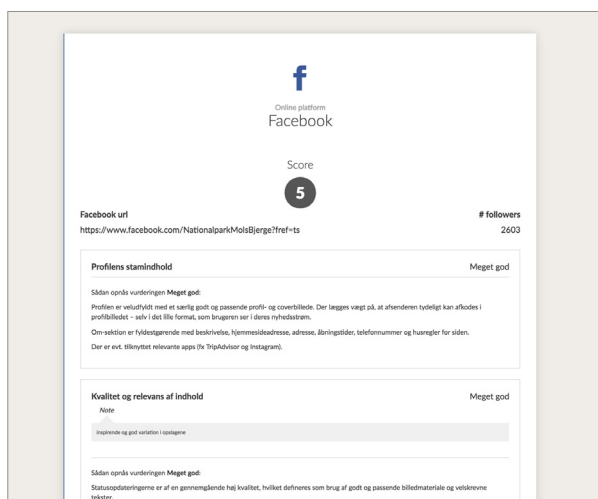 f
Online platform
Facebook
Score
5
Facebook url # followers
https://www.facebook.com/NationalparkMolsBjerge?fref=ts 2603
Profilens stamindhold Meget god
Sådan opnås vurderingen Meget god:
Profilen er veludfyldt med et særlig godt og passende profil- og coverbillede. Der lægges vægt på, at afsenderen tydeligt kan afkodes i
profilbilledet – selv i det lille format, som brugeren ser i deres nyhedsstrøm.
Om-sektion er fyldestgørende med beskrivelse, hjemmesideadresse, adresse, åbningstider, telefonnummer og husregler for siden.
Der er evt. tilknyttet relevante apps (fx TripAdvisor og Instagram).
Kvalitet og relevans af indhold Meget god
Note
inspirende og god variation i opslagene
Sådan opnås vurderingen Meget god:
Statusopdateringerne er af en gennemgående høj kvalitet, hvilket defineres som brug af godt og passende billedmateriale og velskrevne
tekster.